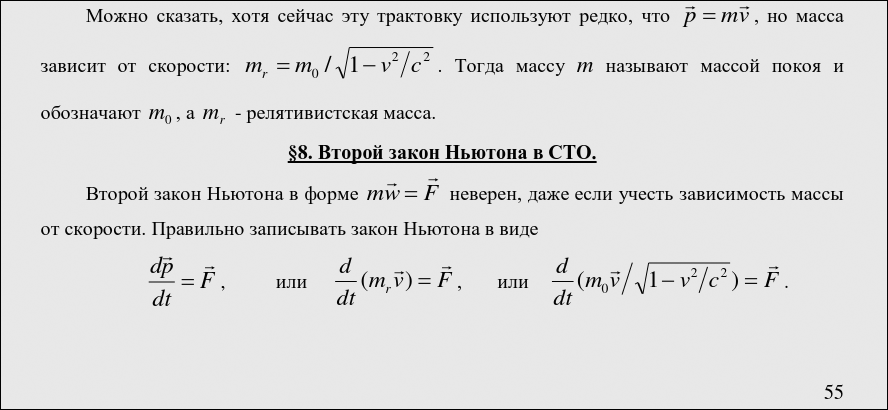 Можно сказать, хотя сейчас эту трактовку используют редко, что $\vec{p} = m\vec{v}$, но масса
зависит от скорости: $m_r = m_0 / \sqrt{1 - v^2/c^2}$. Тогда массу $m$ называют массой покоя и
обозначают $m_0$, а $m_r$ - релятивистская масса.
§8. Второй закон Ньютона в СТО.
Второй закон Ньютона в форме $m\vec{w} = \vec{F}$ неверен, даже если учесть зависимость массы
от скорости. Правильно записывать закон Ньютона в виде
$\frac{d\vec{p}}{dt} = \vec{F}$, или $\frac{d}{dt}(m_r\vec{v}) = \vec{F}$, или $\frac{d}{dt}(m_0\vec{v} / \sqrt{1 - v^2/c^2}) = \vec{F}$.
55